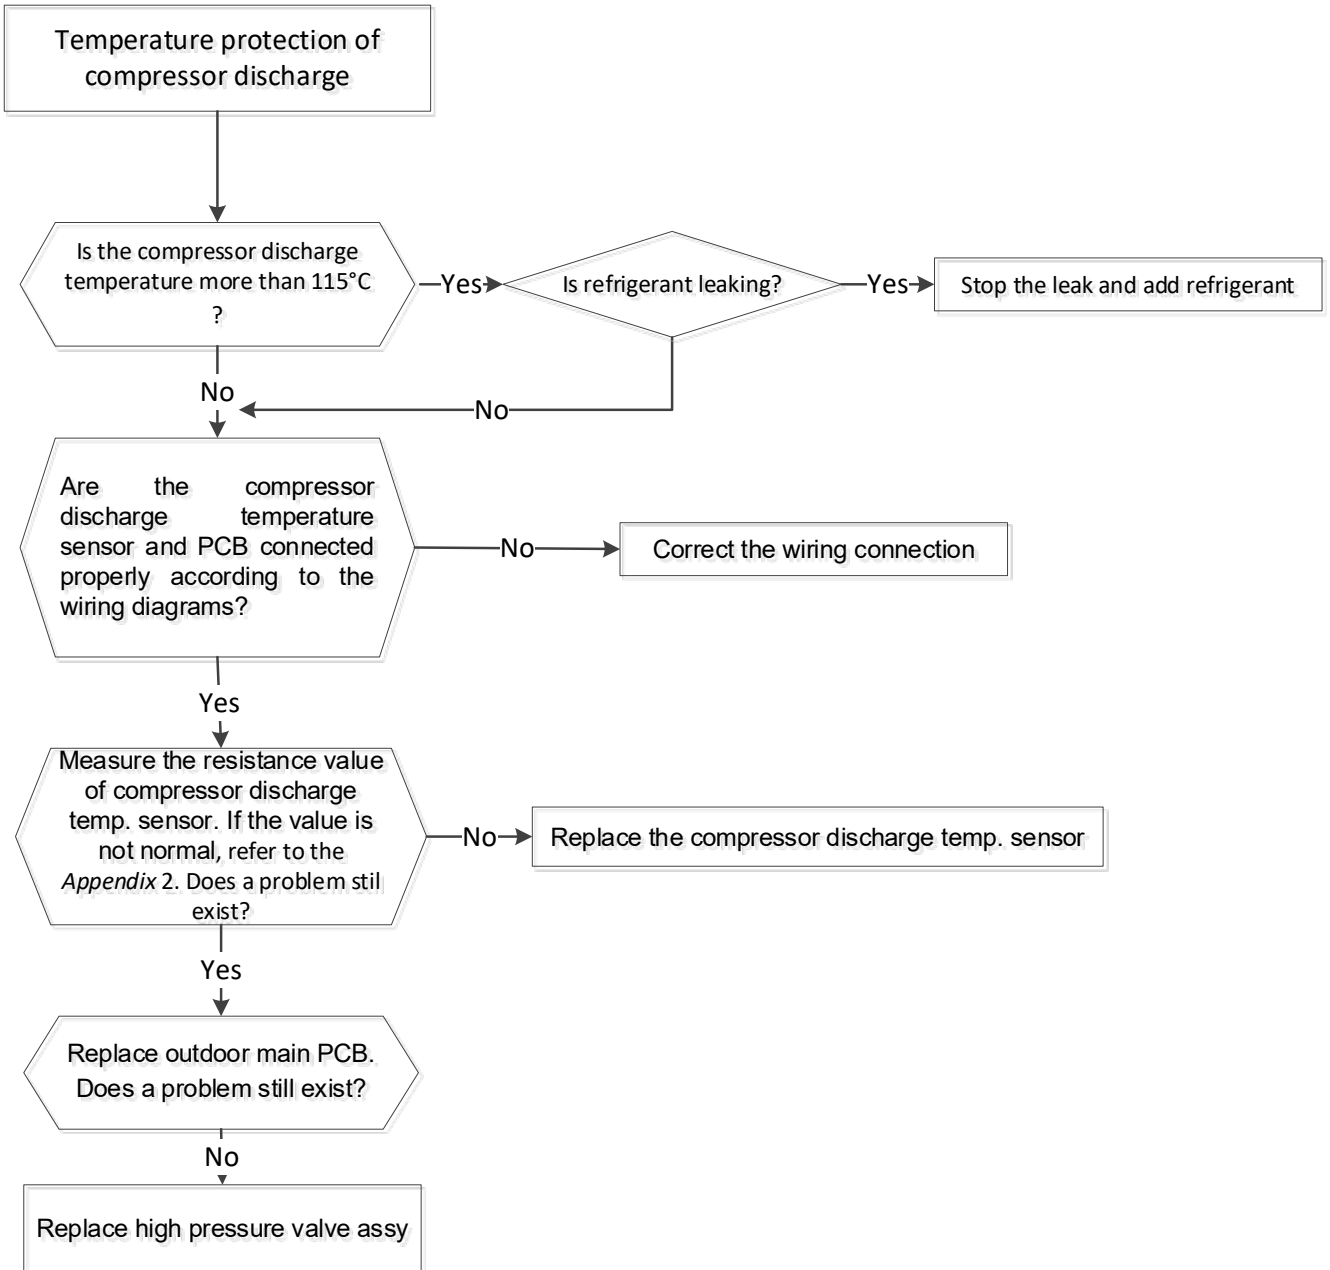 Temperature protection of
compressor discharge
Is the compressor discharge
temperature more than 115°C
?
Yes
Is refrigerant leaking?
Yes
Stop the leak and add refrigerant
No
No
Are the compressor
discharge temperature
sensor and PCB connected
properly according to the
wiring diagrams?
No
Correct the wiring connection
Yes
Measure the resistance value
of compressor discharge
temp. sensor. If the value is
not normal, refer to the
Appendix 2. Does a problem stil
exist?
No
Replace the compressor discharge temp. sensor
Yes
Replace outdoor main PCB.
Does a problem still exist?
No
Replace high pressure valve assy